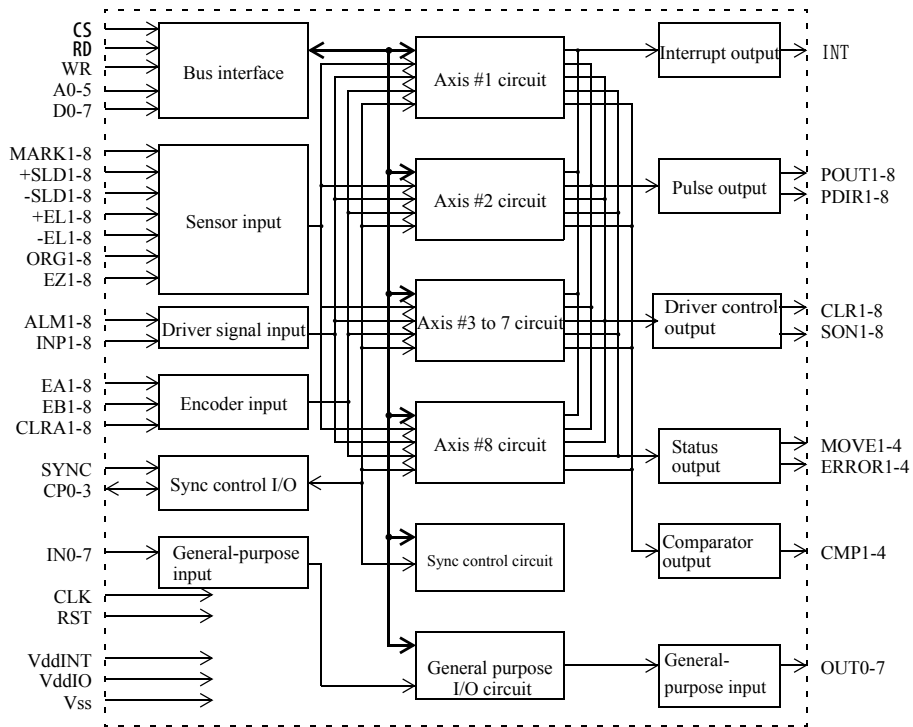 CS
RD
WR
A0-5
D0-7
Bus interface
MARK1-8
+SLD1-8
-SLD1-8
+EL1-8
-EL1-8
ORG1-8
EZ1-8
Sensor input
ALM1-8
INP1-8
Driver signal input
EA1-8
EB1-8
CLRA1-8
Encoder input
SYNC
CP0-3
Sync control I/O
IN0-7
General-purpose
input
CLK
RST
VddINT
VddIO
Vss
Axis #1 circuit
Axis #2 circuit
Axis #3 to 7 circuit
Axis #8 circuit
Sync control circuit
General purpose
I/O circuit
Interrupt output
INT
Pulse output
POUT1-8
PDIR1-8
Driver control
output
CLR1-8
SON1-8
Status
output
MOVE1-4
ERROR1-4
Comparator
output
CMP1-4
General-
purpose input
OUT0-7